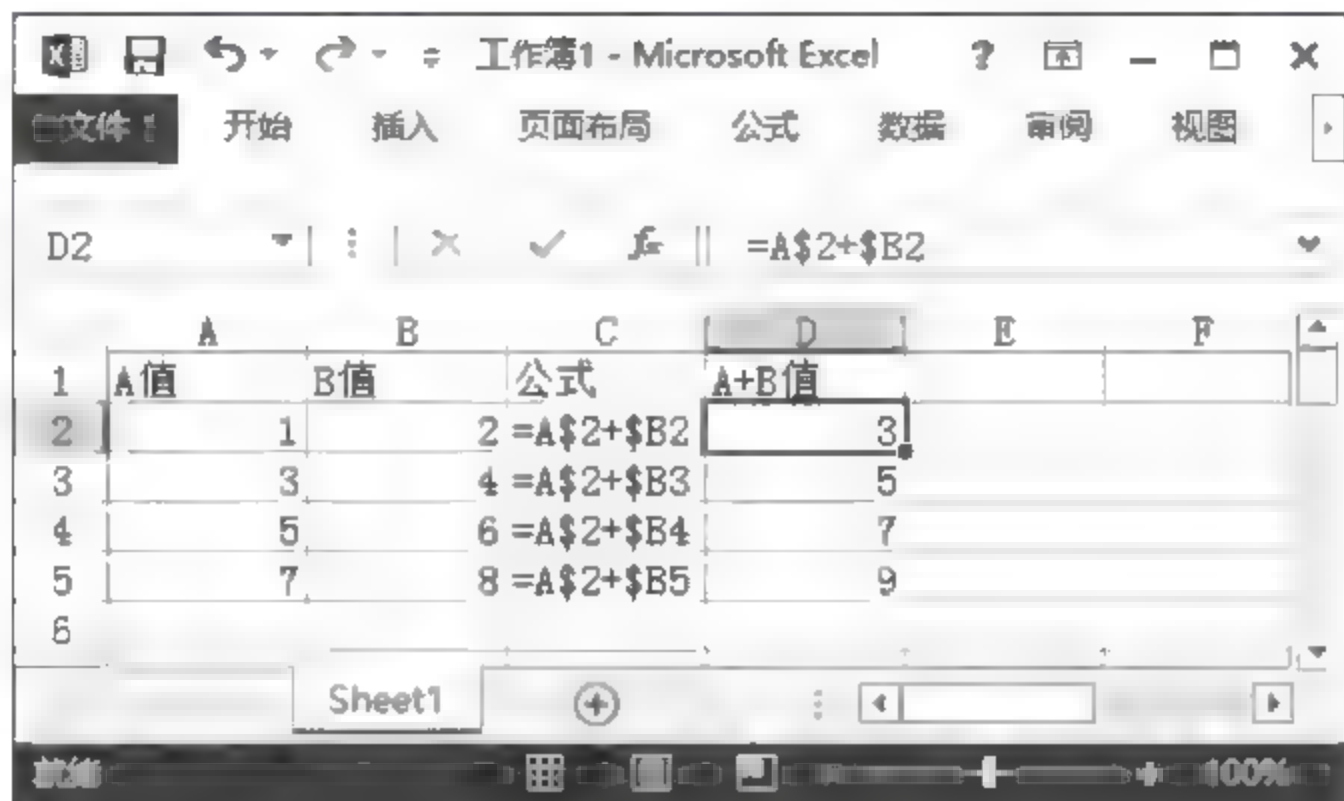 工作簿1 - Microsoft Excel ?
文件 开始 插入 页面布局 公式 数据 审阅 视图
D2 fx =A$2+$B2
A B C D E F
1 A值 B值 公式 A+B值
2 1 2 =A$2+$B2 3
3 3 4 =A$2+$B3 5
4 5 6 =A$2+$B4 7
5 7 8 =A$2+$B5 9
6
Sheet1
就绪 100%